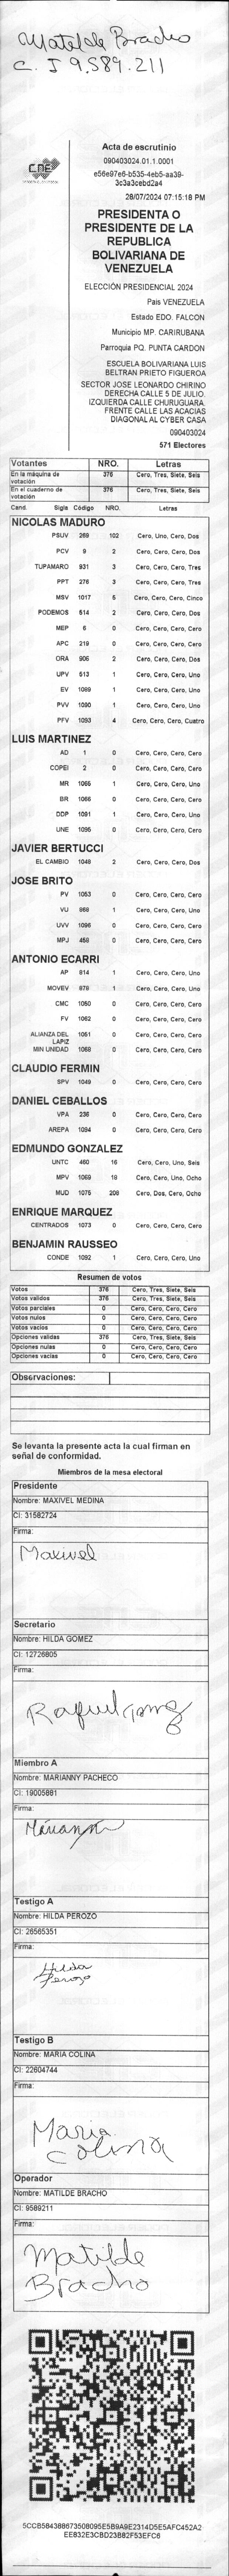 Matilde Bracho
C. I 9.589.211
CNE
Acta de escrutinio
090403024.01.1.0001
e56e97e6-b535-4eb5-aa39-
3c3a3cebd2a4
28/07/2024 07:15:18 PM
PRESIDENTA O
PRESIDENTE DE LA
REPUBLICA
BOLIVARIANA DE
VENEZUELA
ELECCIÓN PRESIDENCIAL 2024
País VENEZUELA
Estado EDO. FALCON
Municipio MP. CARIRUBANA
Parroquia PQ. PUNTA CARDON
ESCUELA BOLIVARIANA LUIS
BELTRAN PRIETO FIGUEROA
SECTOR JOSE LEONARDO CHIRINO
DERECHA CALLE 5 DE JULIO.
IZQUIERDA CALLE CHURUGUARA.
FRENTE CALLE LAS ACACIAS
DIAGONAL AL CYBER CASA
090403024
571 Electores
Votantes NRO. Letras
En la máquina de votación 376 Cero, Tres, Siete, Seis
En el cuaderno de votación 376 Cero, Tres, Siete, Seis
Cand. Sigla Código NRO. Letras
NICOLAS MADURO
PSUV 269 102 Cero, Uno, Cero, Dos
PCV 9 2 Cero, Cero, Cero, Dos
TUPAMARO 931 3 Cero, Cero, Cero, Tres
PPT 276 3 Cero, Cero, Cero, Tres
MSV 1017 5 Cero, Cero, Cero, Cinco
PODEMOS 514 2 Cero, Cero, Cero, Dos
MEP 6 0 Cero, Cero, Cero, Cero
APC 219 0 Cero, Cero, Cero, Cero
ORA 906 2 Cero, Cero, Cero, Dos
UPV 513 1 Cero, Cero, Cero, Uno
EV 1089 1 Cero, Cero, Cero, Uno
PVV 1090 1 Cero, Cero, Cero, Uno
PFV 1093 4 Cero, Cero, Cero, Cuatro
LUIS MARTINEZ
AD 1 0 Cero, Cero, Cero, Cero
COPEI 2 0 Cero, Cero, Cero, Cero
MR 1065 1 Cero, Cero, Cero, Uno
BR 1066 0 Cero, Cero, Cero, Cero
DDP 1091 1 Cero, Cero, Cero, Uno
UNE 1095 0 Cero, Cero, Cero, Cero
JAVIER BERTUCCI
EL CAMBIO 1048 2 Cero, Cero, Cero, Dos
JOSE BRITO
PV 1053 0 Cero, Cero, Cero, Cero
VU 868 1 Cero, Cero, Cero, Uno
UVV 1096 0 Cero, Cero, Cero, Cero
MPJ 458 0 Cero, Cero, Cero, Cero
ANTONIO ECARRI
AP 814 1 Cero, Cero, Cero, Uno
MOVEV 878 1 Cero, Cero, Cero, Uno
CMC 1050 0 Cero, Cero, Cero, Cero
FV 1062 0 Cero, Cero, Cero, Cero
ALIANZA DEL LAPIZ 1051 0 Cero, Cero, Cero, Cero
MIN UNIDAD 1068 0 Cero, Cero, Cero, Cero
CLAUDIO FERMIN
SPV 1049 0 Cero, Cero, Cero, Cero
DANIEL CEBALLOS
VPA 236 0 Cero, Cero, Cero, Cero
AREPA 1094 0 Cero, Cero, Cero, Cero
EDMUNDO GONZALEZ
UNTC 460 16 Cero, Cero, Uno, Seis
MPV 1069 18 Cero, Cero, Uno, Ocho
MUD 1075 208 Cero, Dos, Cero, Ocho
ENRIQUE MARQUEZ
CENTRADOS 1073 0 Cero, Cero, Cero, Cero
BENJAMIN RAUSSEO
CONDE 1092 1 Cero, Cero, Cero, Uno
Resumen de votos
Votos 376 Cero, Tres, Siete, Seis
Votos validos 376 Cero, Tres, Siete, Seis
Votos parciales 0 Cero, Cero, Cero, Cero
Votos nulos 0 Cero, Cero, Cero, Cero
Votos vacios 0 Cero, Cero, Cero, Cero
Opciones validas 376 Cero, Tres, Siete, Seis
Opciones nulas 0 Cero, Cero, Cero, Cero
Opciones vacias 0 Cero, Cero, Cero, Cero
Observaciones:
Se levanta la presente acta la cual firman en
señal de conformidad.
Miembros de la mesa electoral
Presidente
Nombre: MAXIVEL MEDINA
CI: 31582724
Firma:
Maxivel
Secretario
Nombre: HILDA GOMEZ
CI: 12726805
Firma:
Miembro A
Nombre: MARIANNY PACHECO
CI: 19005881
Firma:
Testigo A
Nombre: HILDA PEROZO
CI: 26565351
Firma:
Hilda
Perozo
Testigo B
Nombre: MARIA COLINA
CI: 22604744
Firma:
Maria
Colina
Operador
Nombre: MATILDE BRACHO
CI: 9589211
Firma:
Matilde
Bracho
5CCB584388673508095E5B9A9E2314D5E5AFC452A2
EE832E3CBD23B82F53EFC6